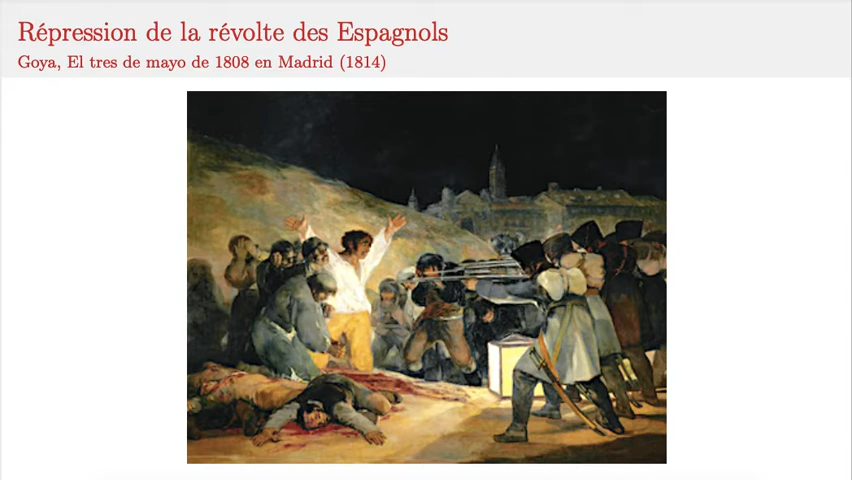 Répression de la révolte des Espagnols
Goya, El tres de mayo de 1808 en Madrid (1814)